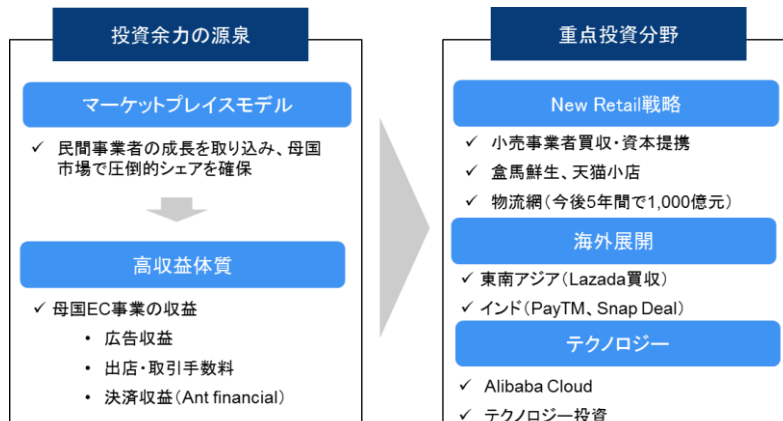 投資余力の源泉
マーケットプレイスモデル
✓ 民間事業者の成長を取り込み、母国
市場で圧倒的シェアを確保
高収益体質
✓ 母国EC事業の収益
• 広告収益
• 出店・取引手数料
• 決済収益(Ant financial)
重点投資分野
New Retail戦略
✓ 小売事業者買収・資本提携
✓ 盒馬鮮生、天猫小店
✓ 物流網(今後5年間で1,000億元)
海外展開
✓ 東南アジア(Lazada買収)
✓ インド(PayTM、Snap Deal)
テクノロジー
✓ Alibaba Cloud
✓ テクノロジー投資